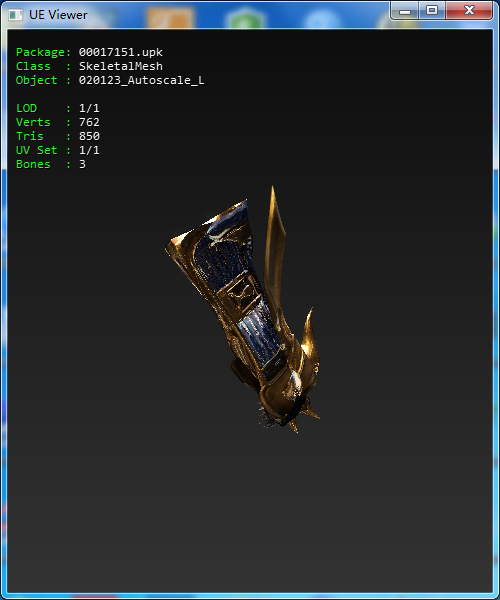 UE Viewer
Package: 00017151.upk
Class : SkeletalMesh
Object : 020123_Autoscale_L
LOD : 1/1
Verts : 762
Tris : 850
UV Set : 1/1
Bones : 3